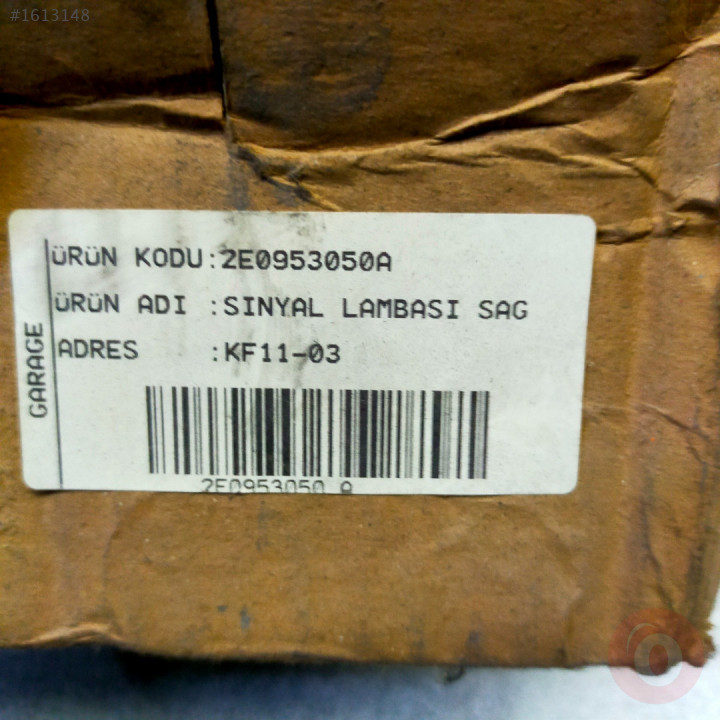 #1613148
ÜRÜN KODU:2E0953050A
ÜRÜN ADI :SINYAL LAMBASI SAG
ADRES :KF11-03
GARAGE
2E0953050 A